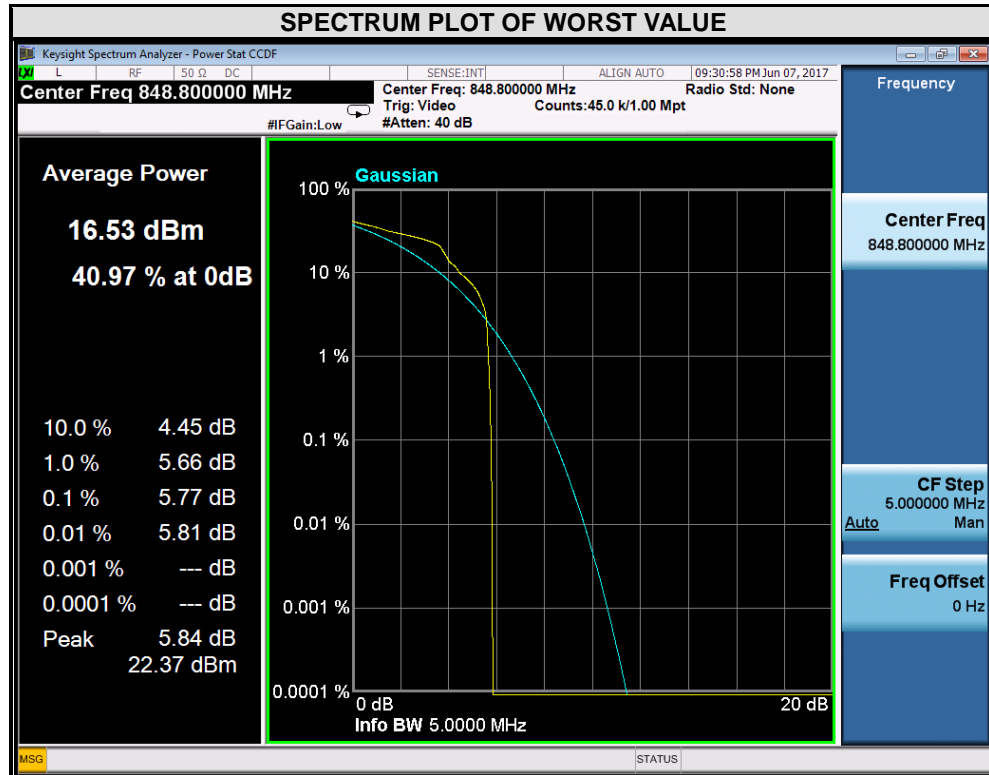 SPECTRUM PLOT OF WORST VALUE
Keysight Spectrum Analyzer - Power Stat CCDF
LXI L RF 50 Ω DC SENSE:INT ALIGN AUTO 09:30:58 PM Jun 07, 2017
Center Freq 848.800000 MHz
Center Freq: 848.800000 MHz Radio Std: None
Trig: Video Counts:45.0 k/1.00 Mpt
#IFGain:Low #Atten: 40 dB
Frequency
Average Power
16.53 dBm
40.97 % at 0dB
10.0 % 4.45 dB
1.0 % 5.66 dB
0.1 % 5.77 dB
0.01 % 5.81 dB
0.001 % --- dB
0.0001 % --- dB
Peak 5.84 dB
22.37 dBm
Gaussian
100 %
10 %
1 %
0.1 %
0.01 %
0.001 %
0.0001 %
0 dB 20 dB
Info BW 5.0000 MHz
Center Freq
848.800000 MHz
CF Step
5.000000 MHz
Auto Man
Freq Offset
0 Hz
MSG STATUS